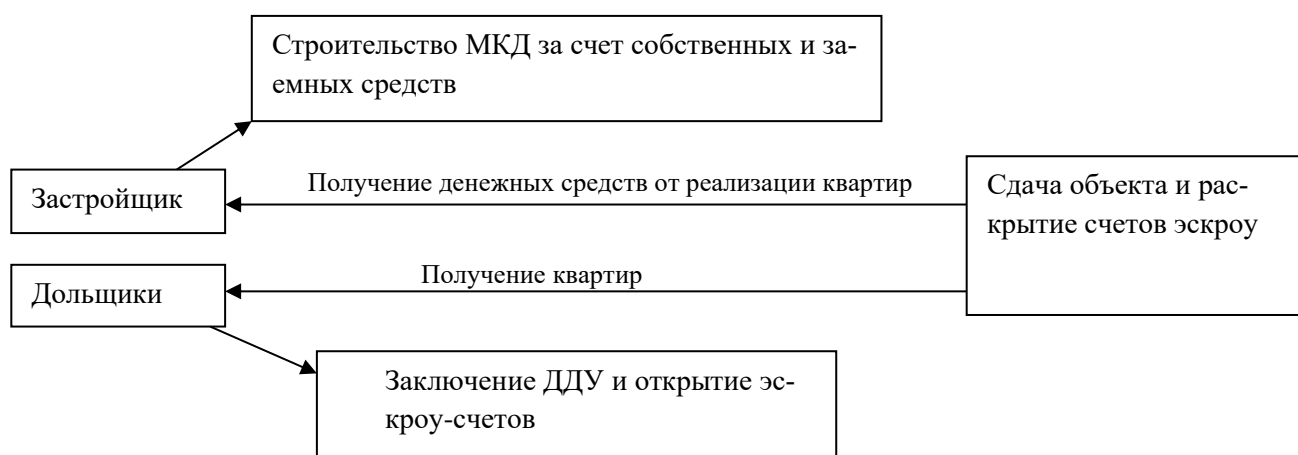 Строительство МКД за счет собственных и за-
емных средств
Получение денежных средств от реализации квартир
Застройщик
Сдача объекта и рас-
крытие счетов эскроу
Получение квартир
Дольщики
Заключение ДДУ и открытие эс-
кроу-счетов